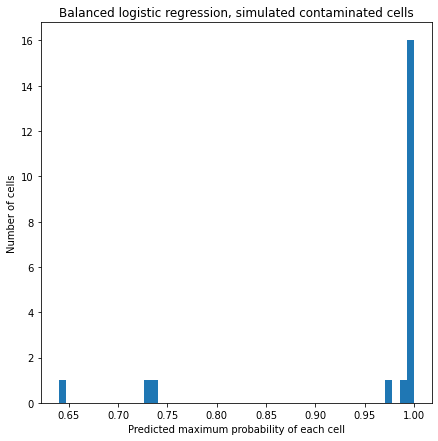 Balanced logistic regression, simulated contaminated cells
16
14
12
10
8
6
4
2
0
Number of cells
0.65 0.70 0.75 0.80 0.85 0.90 0.95 1.00
Predicted maximum probability of each cell